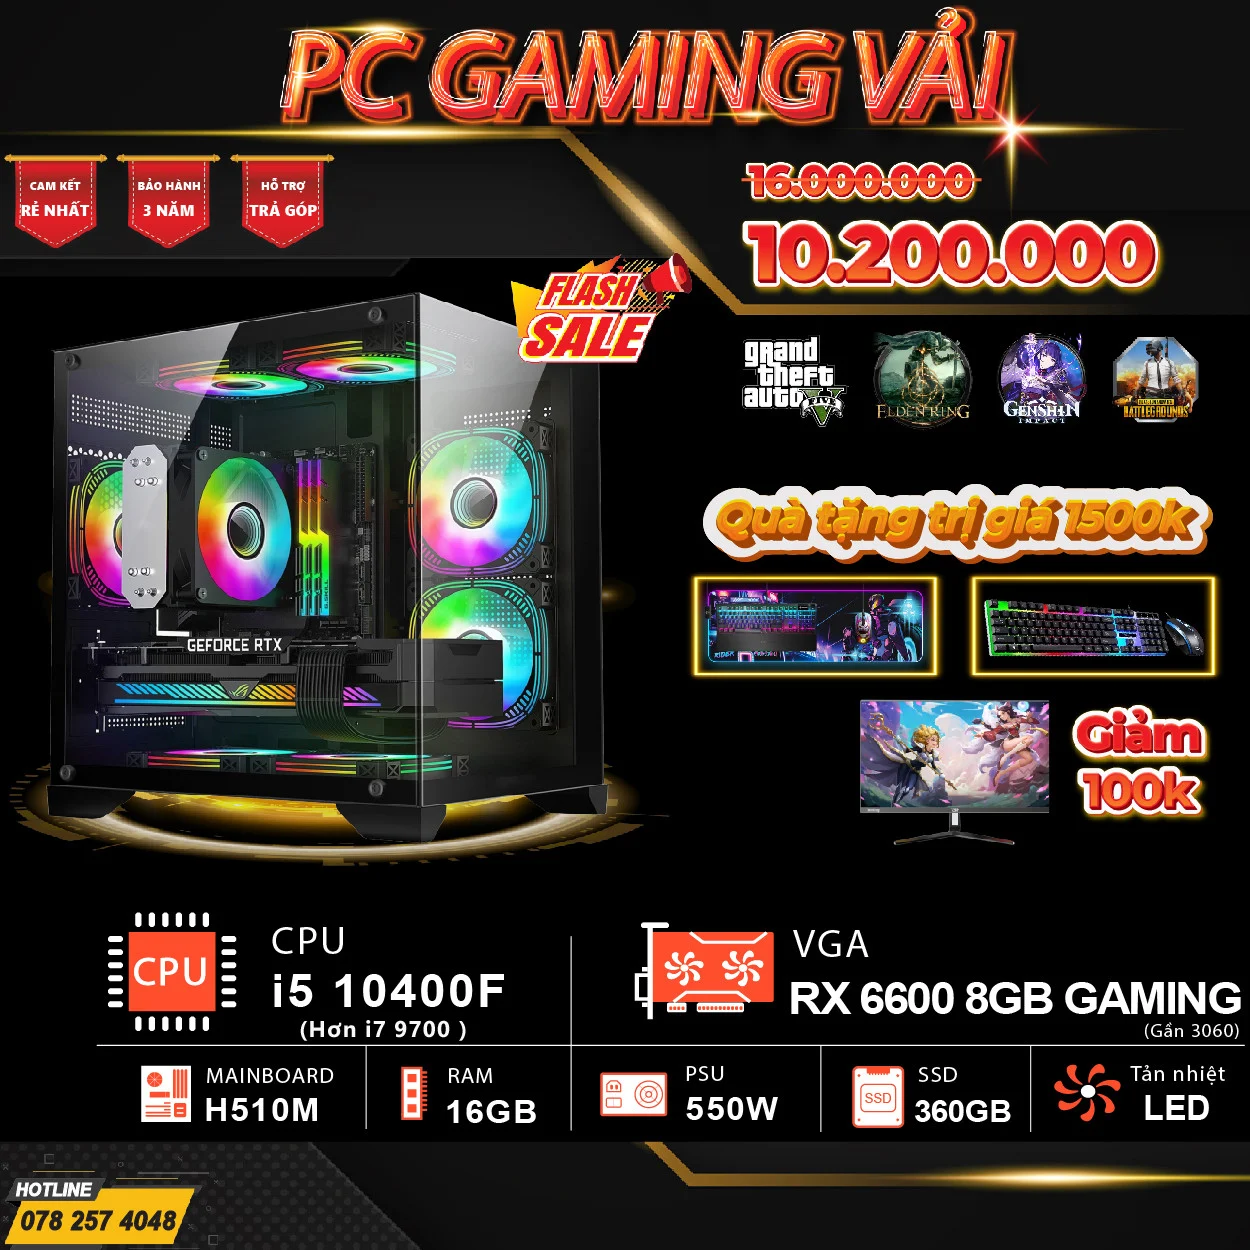 PC GAMING VẢI
CAM KẾT
RẺ NHẤT
BẢO HÀNH
3 NĂM
HỖ TRỢ
TRẢ GÓP
16.000.000
10.200.000
FLASH
SALE
grand
theft
auto
FIVE
ELDEN RING
GENSHIN
IMPACT
BATTLEGROUNDS
Quà tặng trị giá 1500k
GEFORCE RTX
Giảm
100k
CPU
CPU
i5 10400F
(Hơn i7 9700 )
VGA
RX 6600 8GB GAMING
(Gần 3060)
MAINBOARD
H510M
RAM
16GB
PSU
550W
SSD
SSD
360GB
Tản nhiệt
LED
HOTLINE
078 257 4048